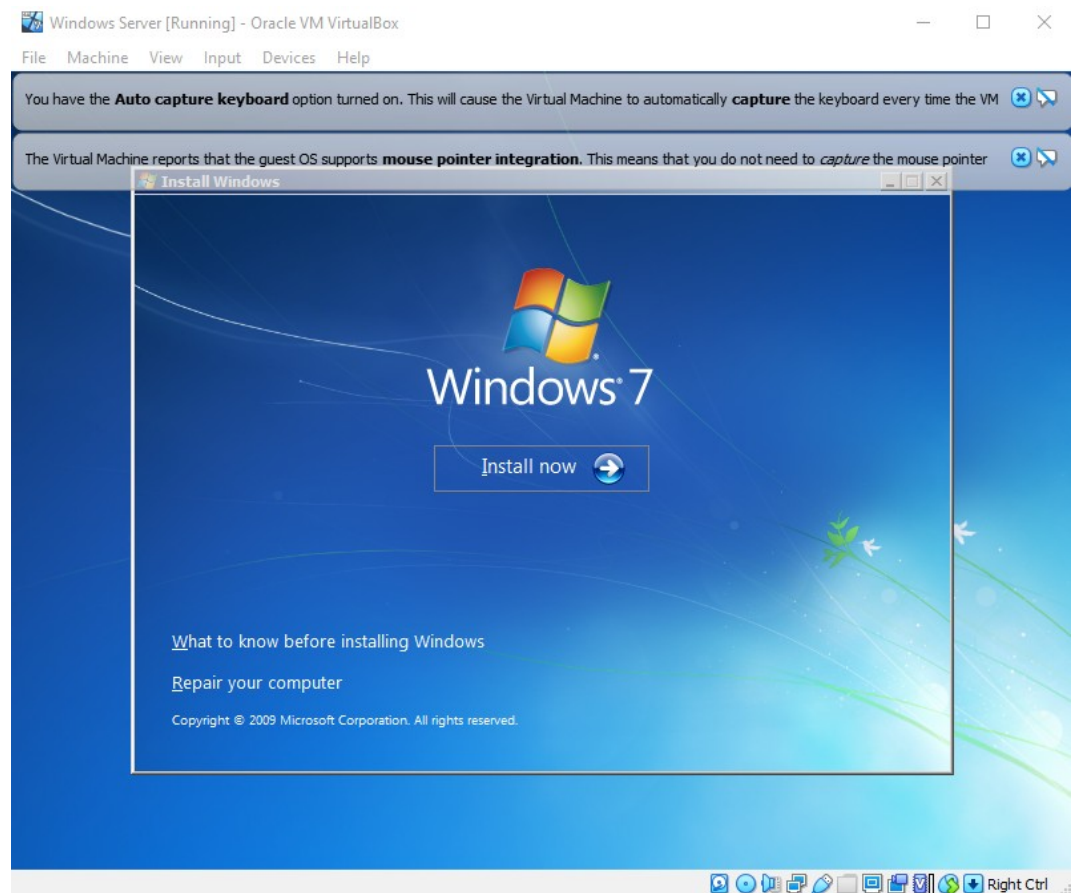 Windows Server [Running] - Oracle VM VirtualBox
File Machine View Input Devices Help
You have the Auto capture keyboard option turned on. This will cause the Virtual Machine to automatically capture the keyboard every time the VM
The Virtual Machine reports that the guest OS supports mouse pointer integration. This means that you do not need to capture the mouse pointer
Install Windows
Windows® 7
Install now
What to know before installing Windows
Repair your computer
Copyright © 2009 Microsoft Corporation. All rights reserved.
Right Ctrl